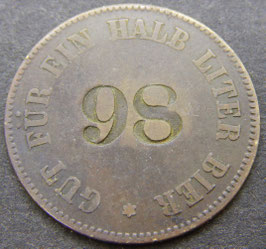 GUT FÜR EIN HALB LITER BIER
98